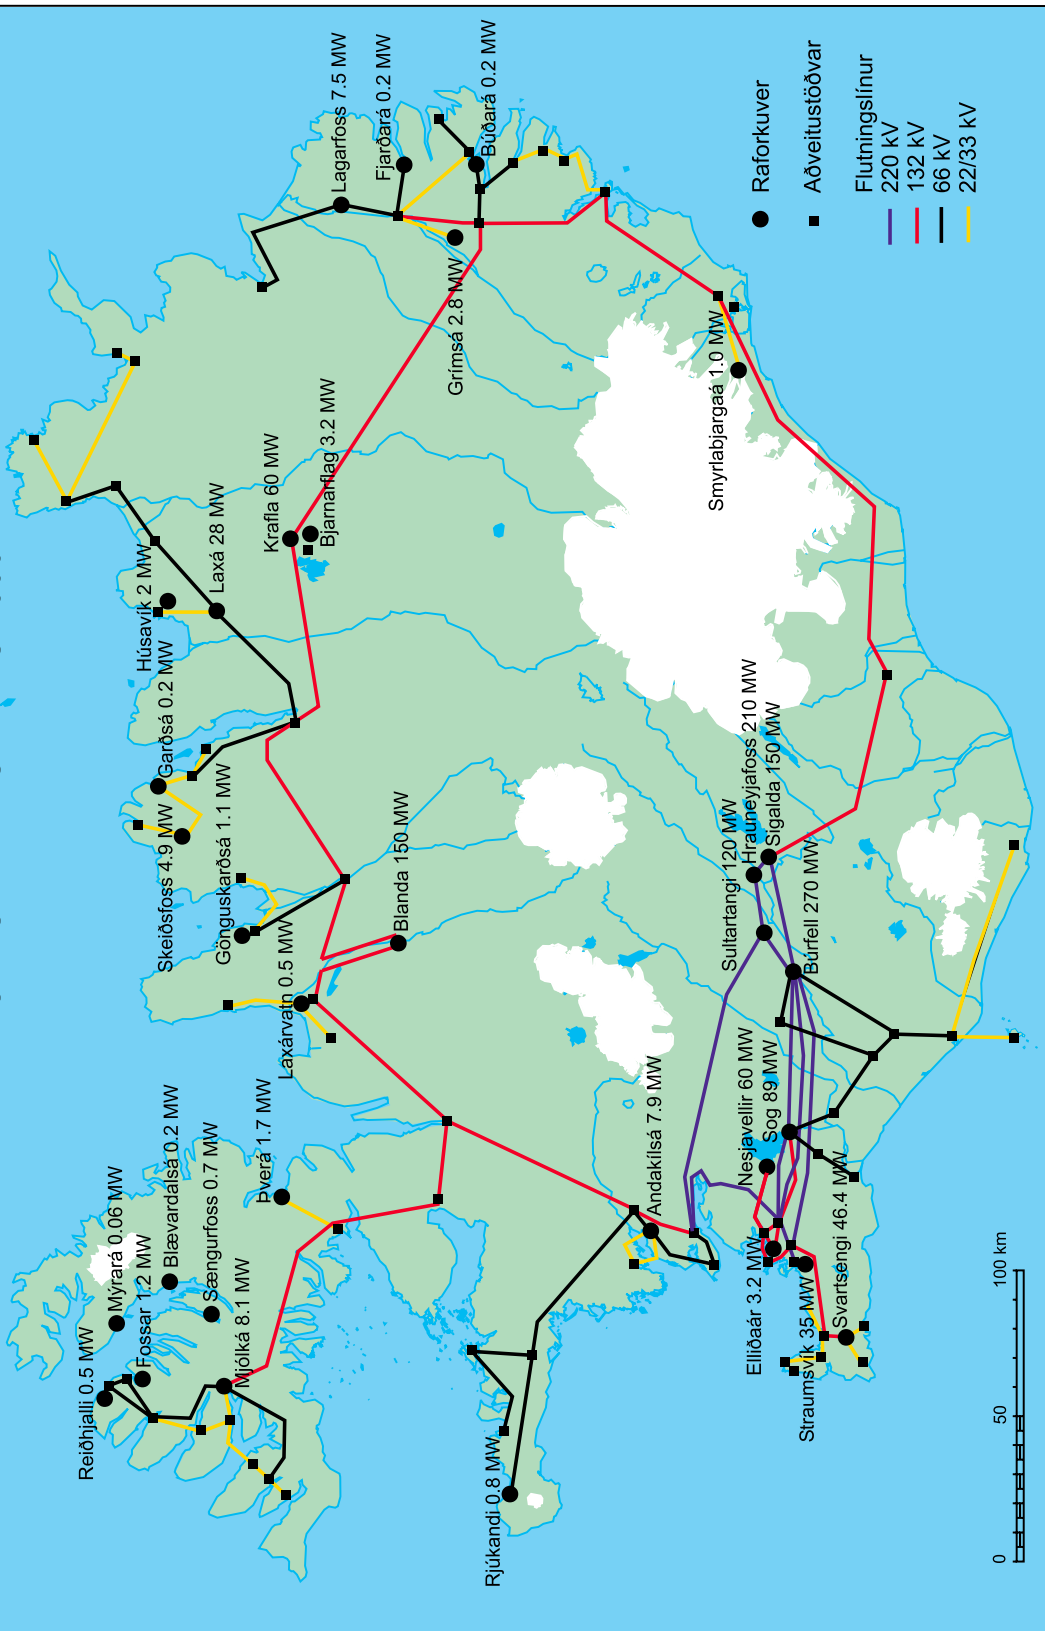 Reiðhjalli 0.5 MW
Mýrará 0.06 MW
Fossar 1.2 MW
Blævardalsá 0.2 MW
Sængurfoss 0.7 MW
Mjólká 8.1 MW
Þverá 1.7 MW
Rjúkandi 0.8 MW
Andakílsá 7.9 MW
Laxárvatn 0.5 MW
Blanda 150 MW
Gönguskarðsá 1.1 MW
Skeiðsfoss 4.9 MW
Garðsá 0.2 MW
Húsavík 2 MW
Laxá 28 MW
Krafla 60 MW
Bjarnarflag 3.2 MW
Lagarfoss 7.5 MW
Fjarðará 0.2 MW
Búðará 0.2 MW
Grímsá 2.8 MW
Smyrlabjargaá 1.0 MW
Sultartangi 120 MW
Hrauneyjafoss 210 MW
Sigalda 150 MW
Búrfell 270 MW
Nesjavellir 60 MW
Sog 89 MW
Elliðaár 3.2 MW
Straumsvík 35 MW
Svartsengi 46.4 MW
Raforkuver
Aðveitustöðvar
Flutningslínur
220 kV
132 kV
66 kV
22/33 kV
0 50 100 km